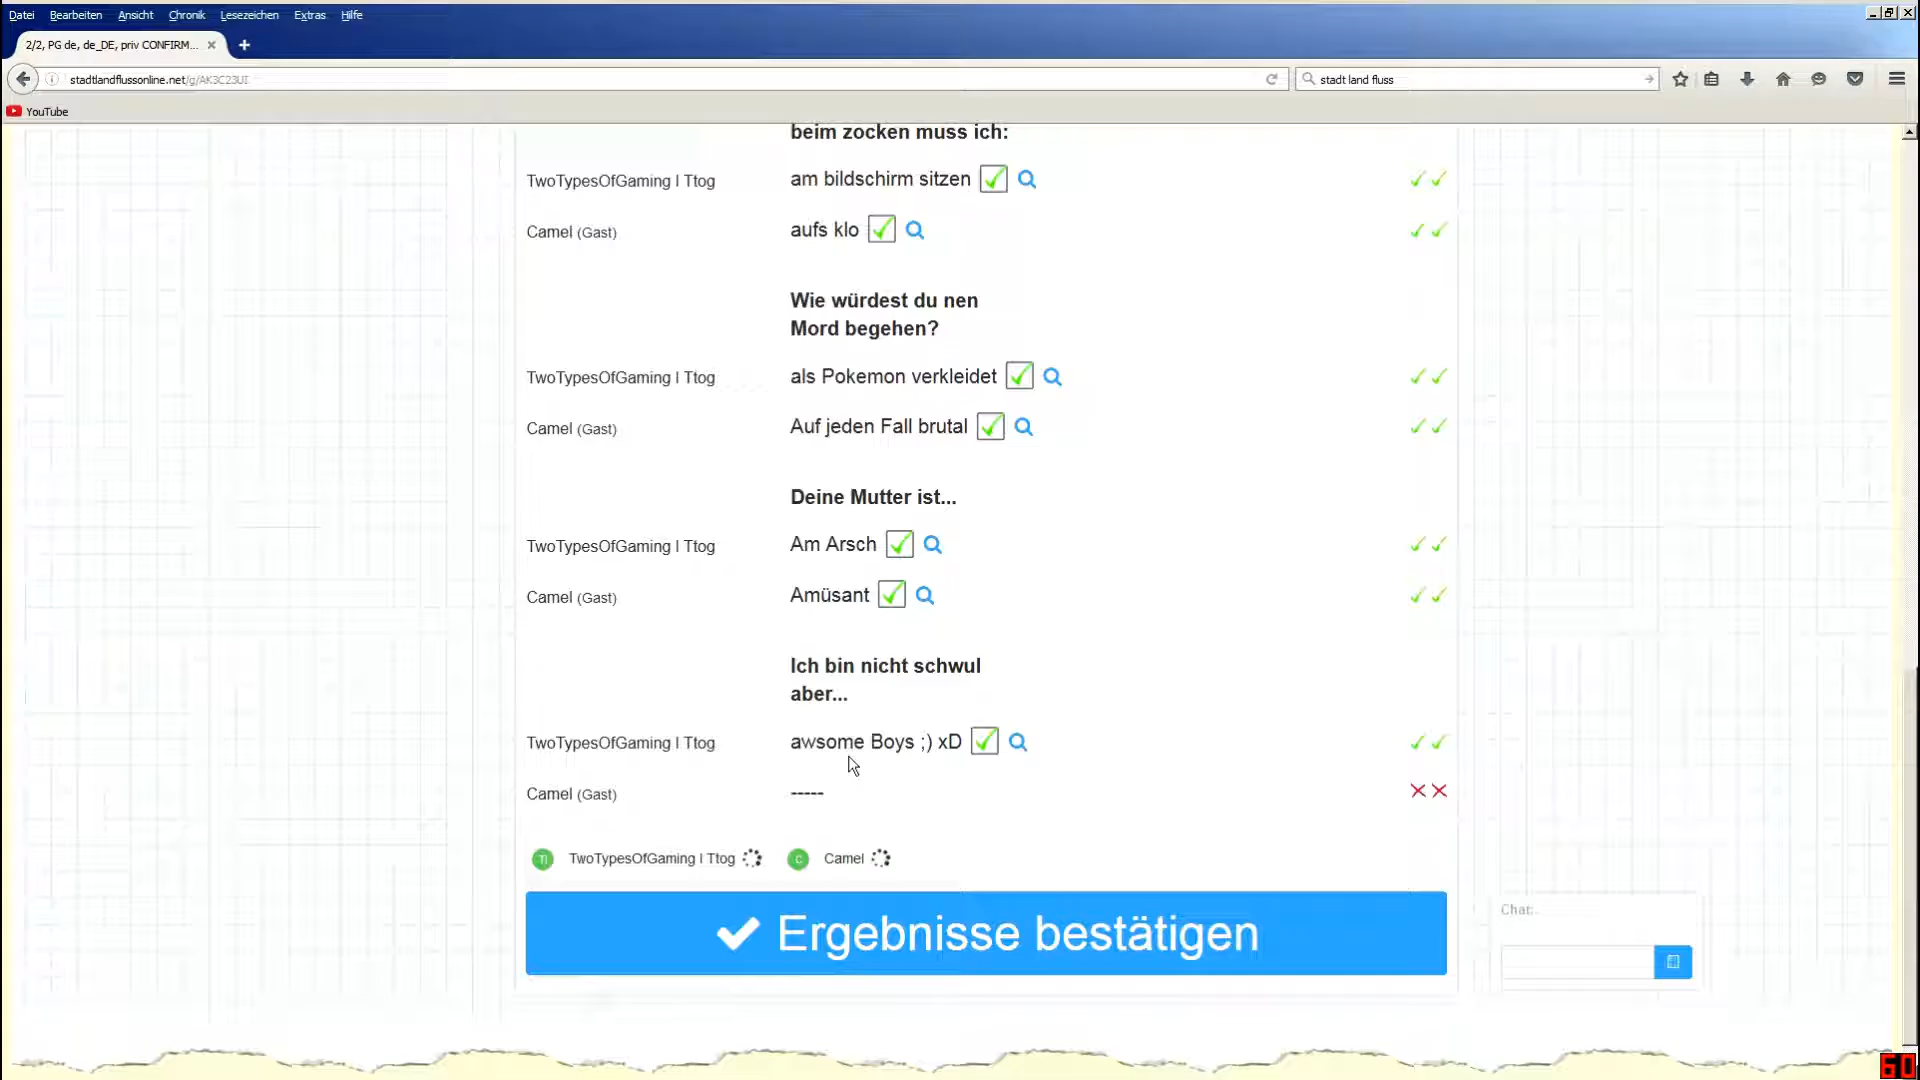 Datei Bearbeiten Ansicht Chronik Lesezeichen Extras Hilfe
2/2, PG de, de_DE, priv CONFIRM...
stadtlandflussonline.net/g/AK3C23UI
stadt land fluss
YouTube
beim zocken muss ich:
TwoTypesOfGaming I Ttog am bildschirm sitzen
Camel (Gast) aufs klo
Wie würdest du nen
Mord begehen?
TwoTypesOfGaming I Ttog als Pokemon verkleidet
Camel (Gast) Auf jeden Fall brutal
Deine Mutter ist...
TwoTypesOfGaming I Ttog Am Arsch
Camel (Gast) Amüsant
Ich bin nicht schwul
aber...
TwoTypesOfGaming I Ttog awsome Boys ;) xD
Camel (Gast) -----
TI TwoTypesOfGaming I Ttog C Camel
Ergebnisse bestätigen
Chat:
60